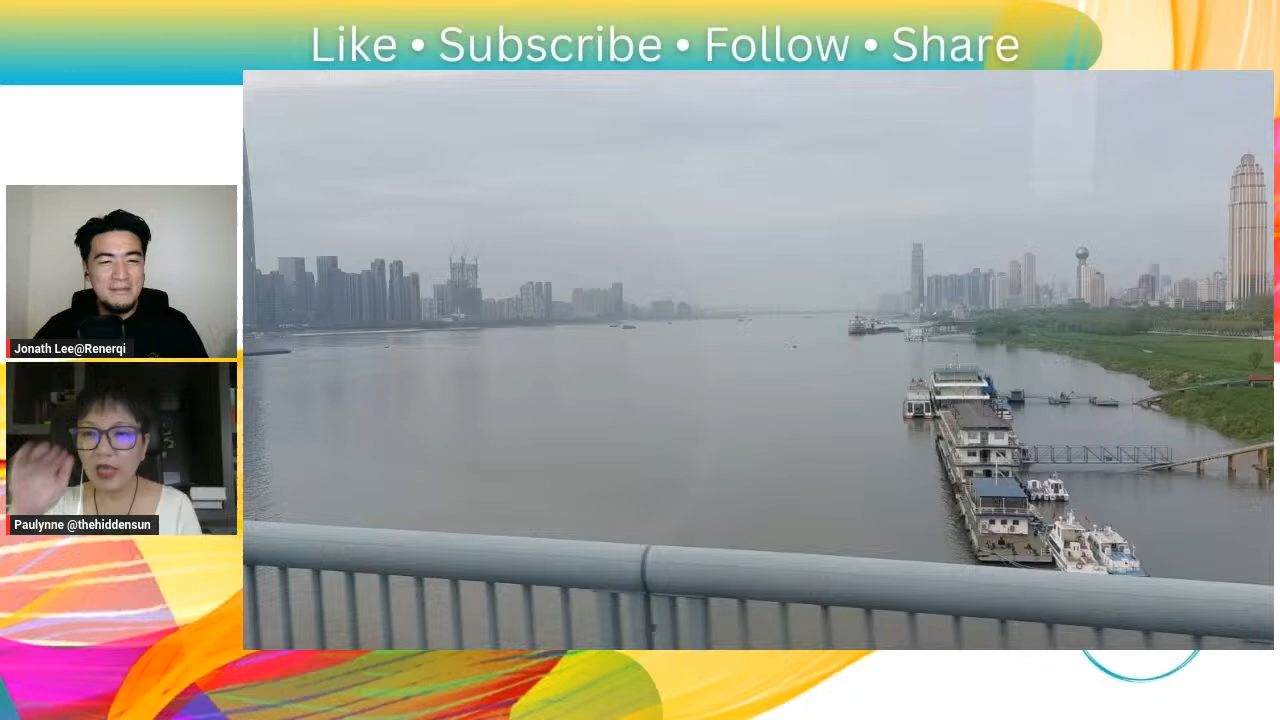 Like • Subscribe • Follow • Share
Jonath Lee@Renerqi
Paulynne @thehiddensun